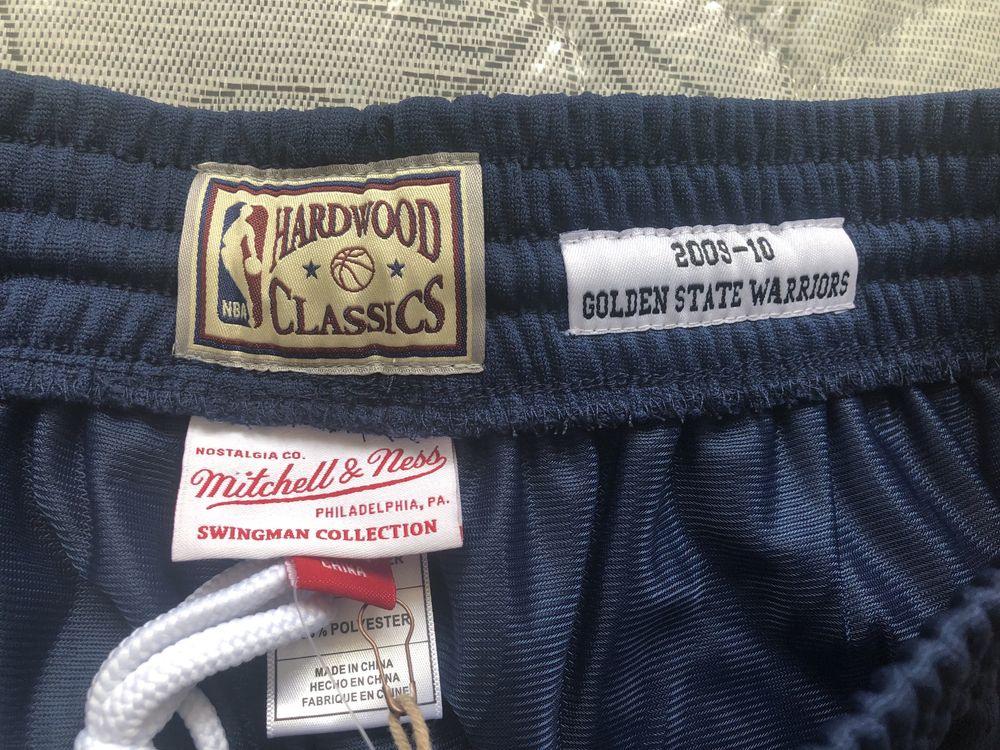 HARDWOOD
CLASSICS
NBA
2009-10
GOLDEN STATE WARRIORS
NOSTALGIA CO.
Mitchell & Ness
PHILADELPHIA, PA.
SWINGMAN COLLECTION
CHINA
% POLYESTER
MADE IN CHINA
HECHO EN CHINA
FABRIQUE EN CHINE